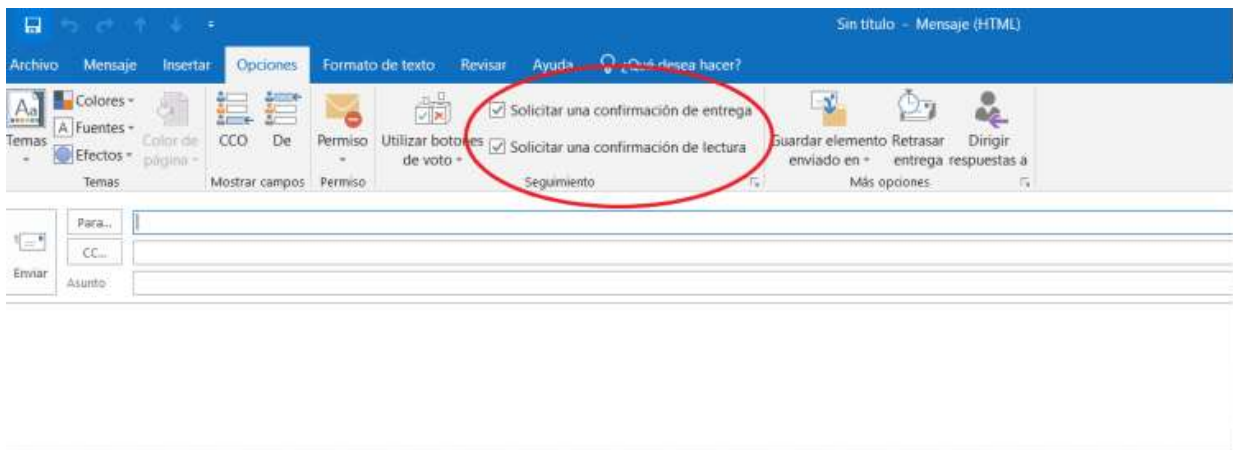 Sin título - Mensaje (HTML)
Archivo Mensaje Insertar Opciones Formato de texto Revisar Ayuda ¿Qué desea hacer?
Aa Colores Solicitar una confirmación de entrega
A Fuentes
Temas Color de página CCO De Permiso Utilizar botones de voto Solicitar una confirmación de lectura Guardar elemento enviado en Retrasar entrega Dirigir respuestas a
Efectos
Temas Mostrar campos Permiso Seguimiento Más opciones
Para...
CC...
Enviar
Asunto